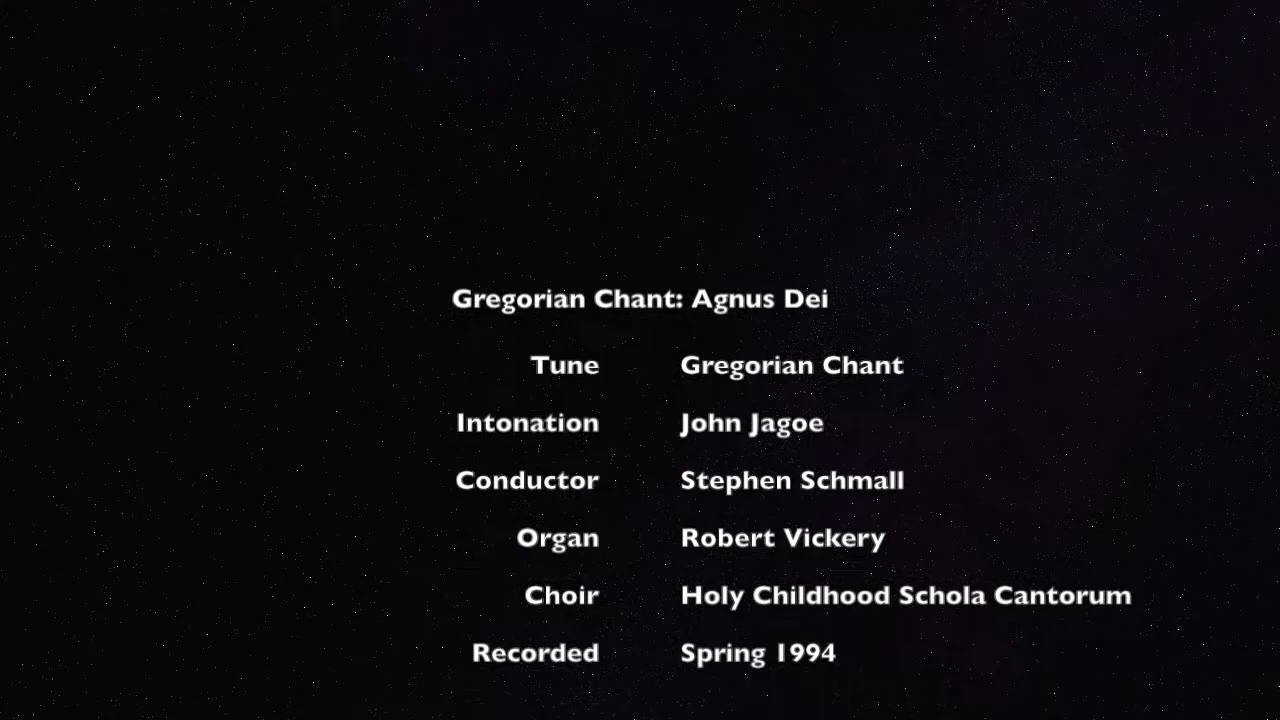 Gregorian Chant: Agnus Dei
Tune Gregorian Chant
Intonation John Jagoe
Conductor Stephen Schmall
Organ Robert Vickery
Choir Holy Childhood Schola Cantorum
Recorded Spring 1994